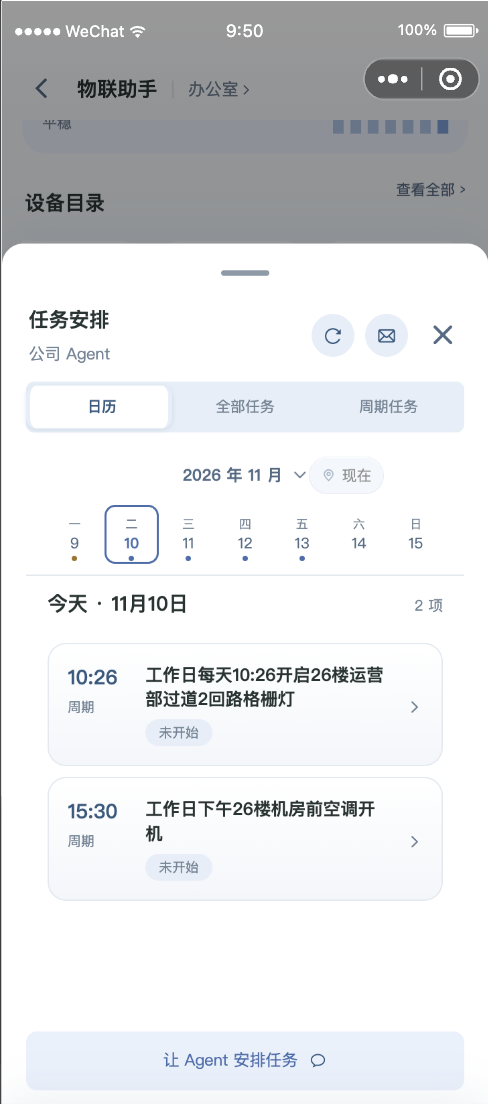 WeChat
9:50
100%
物联助手
办公室 >
平稳
设备目录
查看全部 >
任务安排
公司 Agent
日历
全部任务
周期任务
2026 年 11 月
现在
一 二 三 四 五 六 日
9 10 11 12 13 14 15
今天 · 11月10日
2 项
10:26
周期
工作日每天10:26开启26楼运营
部过道2回路格栅灯
未开始
15:30
周期
工作日下午26楼机房前空调开
机
未开始
让 Agent 安排任务